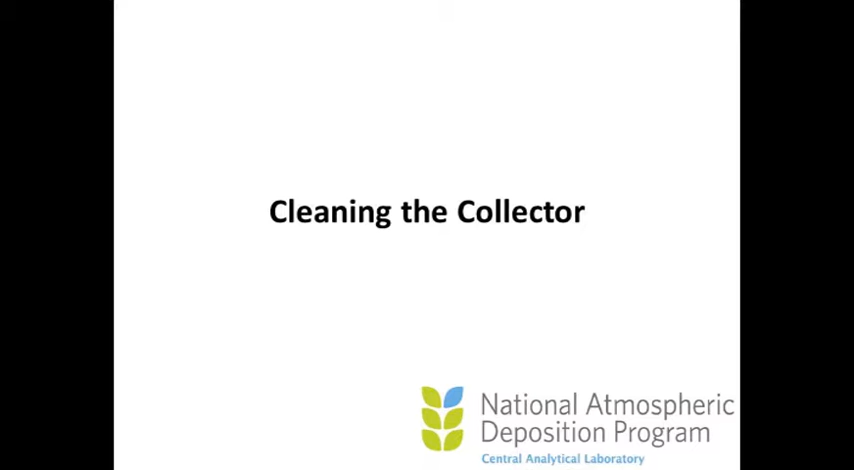 Cleaning the Collector
National Atmospheric
Deposition Program
Central Analytical Laboratory